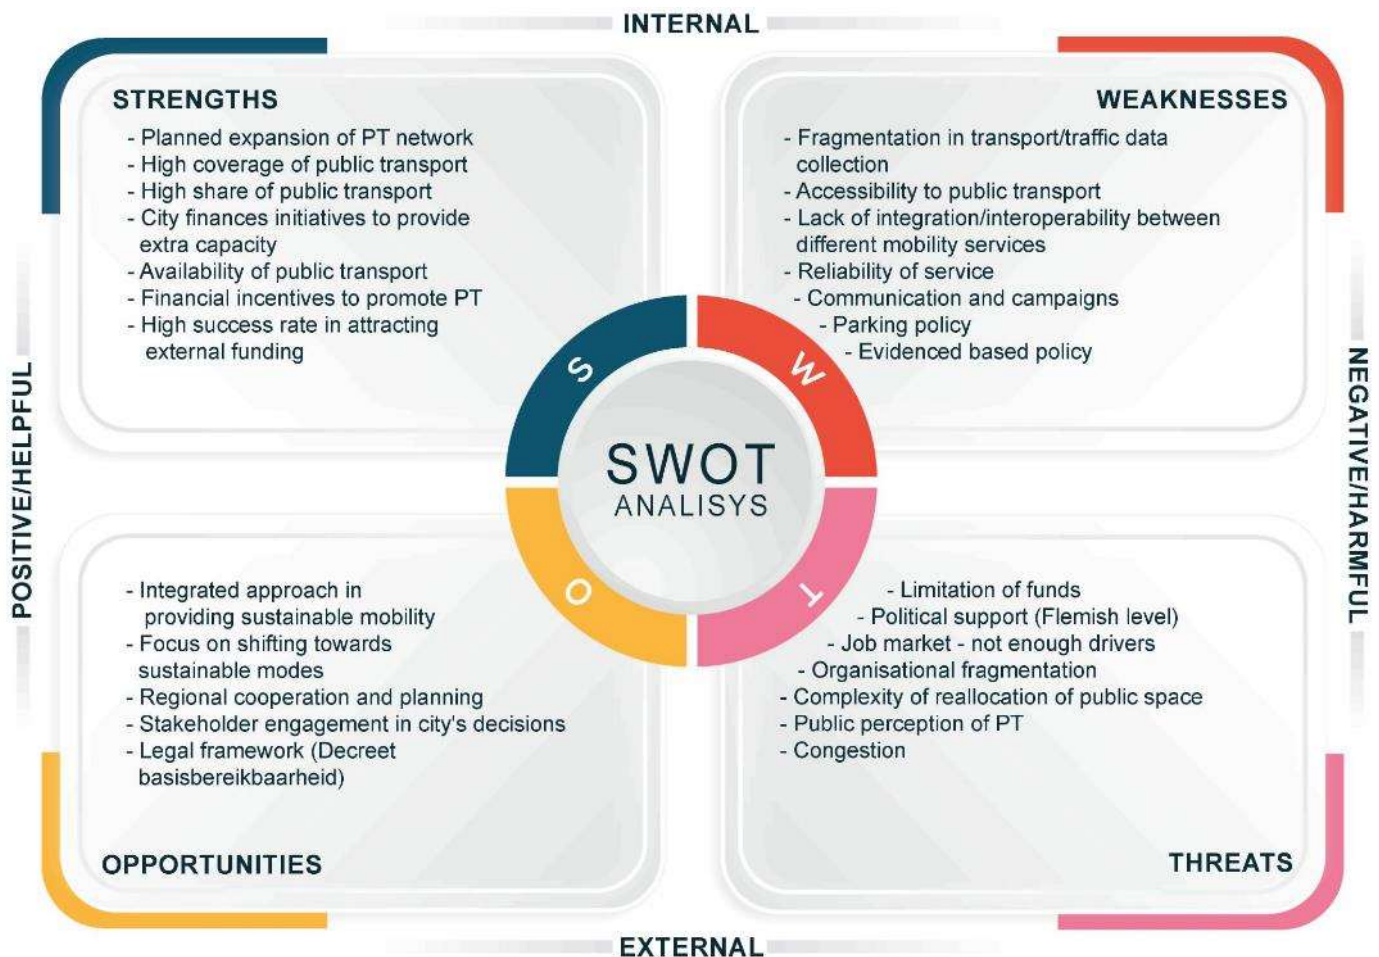 INTERNAL
STRENGTHS
- Planned expansion of PT network
- High coverage of public transport
- High share of public transport
- City finances initiatives to provide
extra capacity
- Availability of public transport
- Financial incentives to promote PT
- High success rate in attracting
external funding
WEAKNESSES
- Fragmentation in transport/traffic data
collection
- Accessibility to public transport
- Lack of integration/interoperability between
different mobility services
- Reliability of service
- Communication and campaigns
- Parking policy
- Evidenced based policy
POSITIVE/HELPFUL
NEGATIVE/HARMFUL
S
W
SWOT
ANALISYS
O
T
- Integrated approach in
providing sustainable mobility
- Focus on shifting towards
sustainable modes
- Regional cooperation and planning
- Stakeholder engagement in city's decisions
- Legal framework (Decreet
basisbereikbaarheid)
OPPORTUNITIES
- Limitation of funds
- Political support (Flemish level)
- Job market - not enough drivers
- Organisational fragmentation
- Complexity of reallocation of public space
- Public perception of PT
- Congestion
THREATS
EXTERNAL